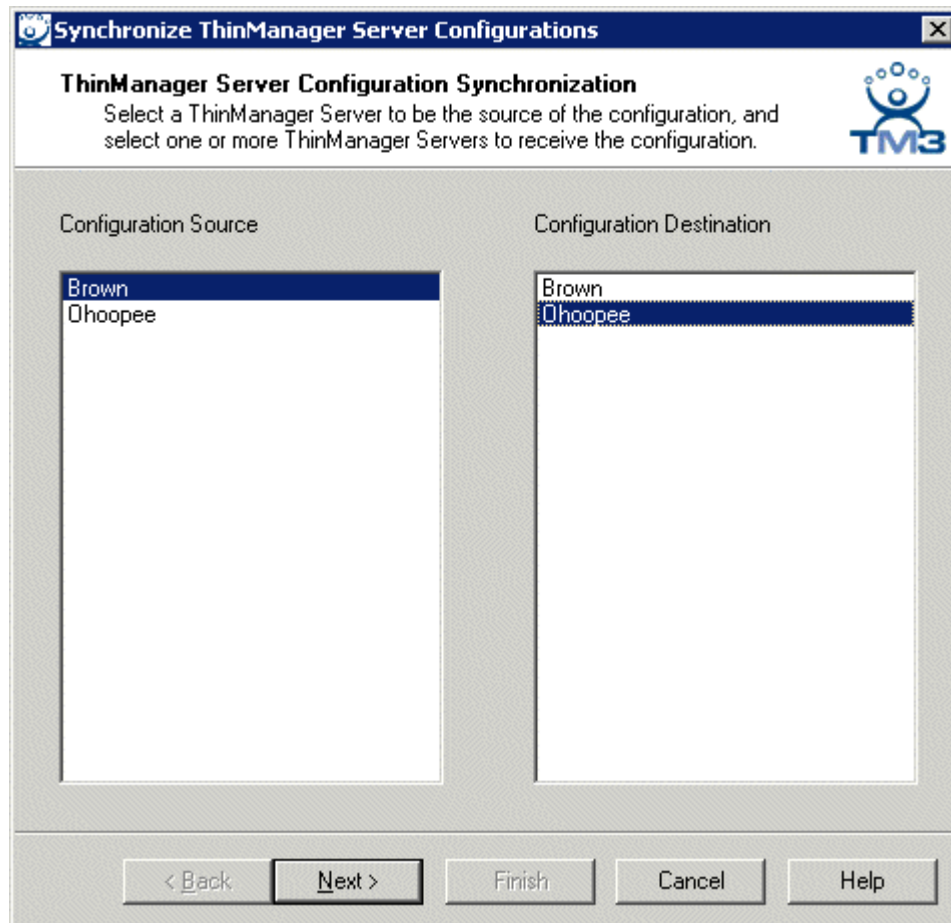 Synchronize ThinManager Server Configurations
ThinManager Server Configuration Synchronization
Select a ThinManager Server to be the source of the configuration, and
select one or more ThinManager Servers to receive the configuration.
TM3
Configuration Source
Configuration Destination
Brown
Ohoopee
Brown
Ohoopee
< Back
Next >
Finish
Cancel
Help